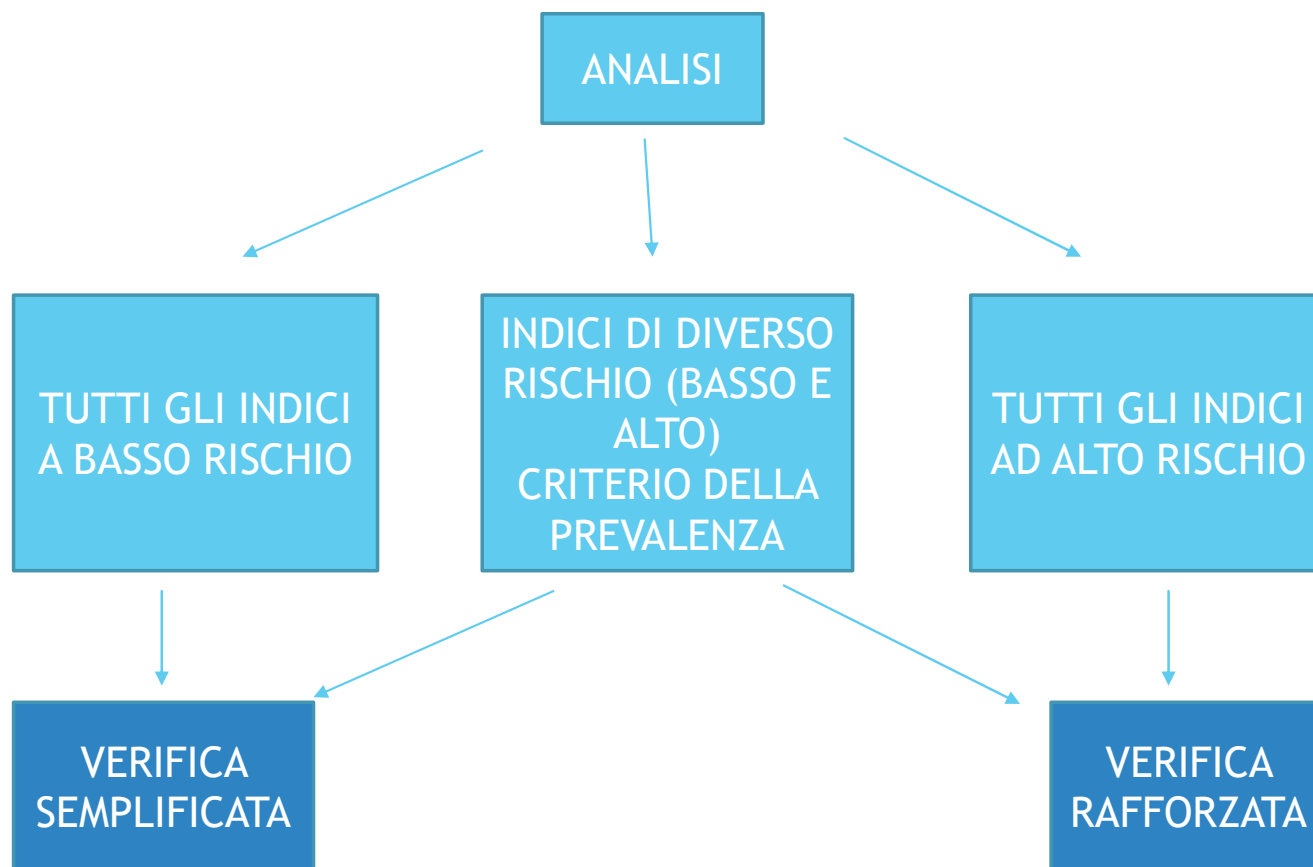 ANALISI
TUTTI GLI INDICI
A BASSO RISCHIO
INDICI DI DIVERSO
RISCHIO (BASSO E
ALTO)
CRITERIO DELLA
PREVALENZA
TUTTI GLI INDICI
AD ALTO RISCHIO
VERIFICA
SEMPLIFICATA
VERIFICA
RAFFORZATA